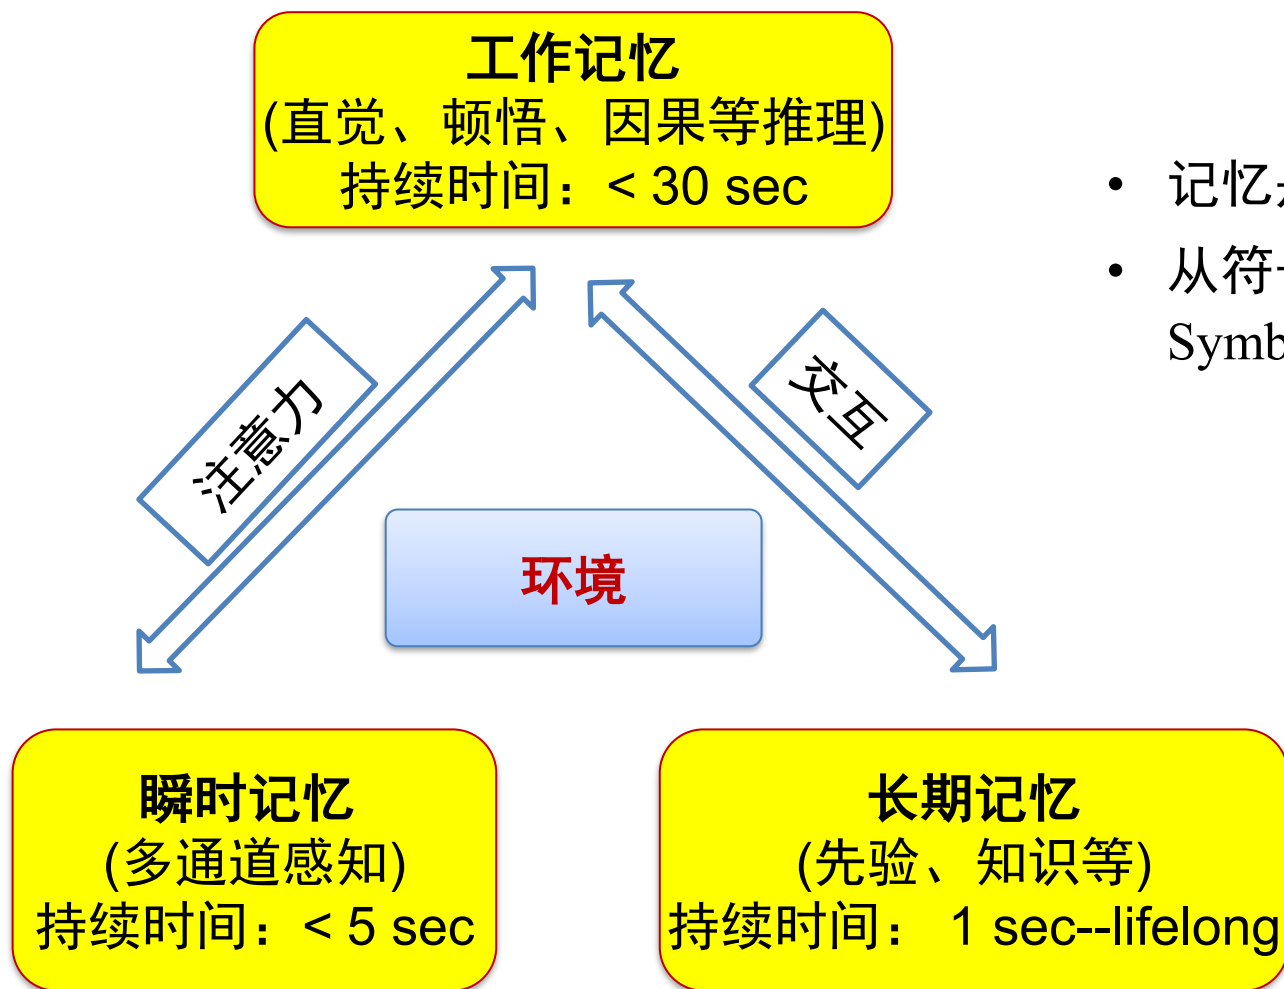 工作记忆
(直觉、顿悟、因果等推理)
持续时间：< 30 sec
• 记忆
• 从符
Symb
注意力
交互
环境
瞬时记忆
(多通道感知)
持续时间：< 5 sec
长期记忆
(先验、知识等)
持续时间： 1 sec--lifelong